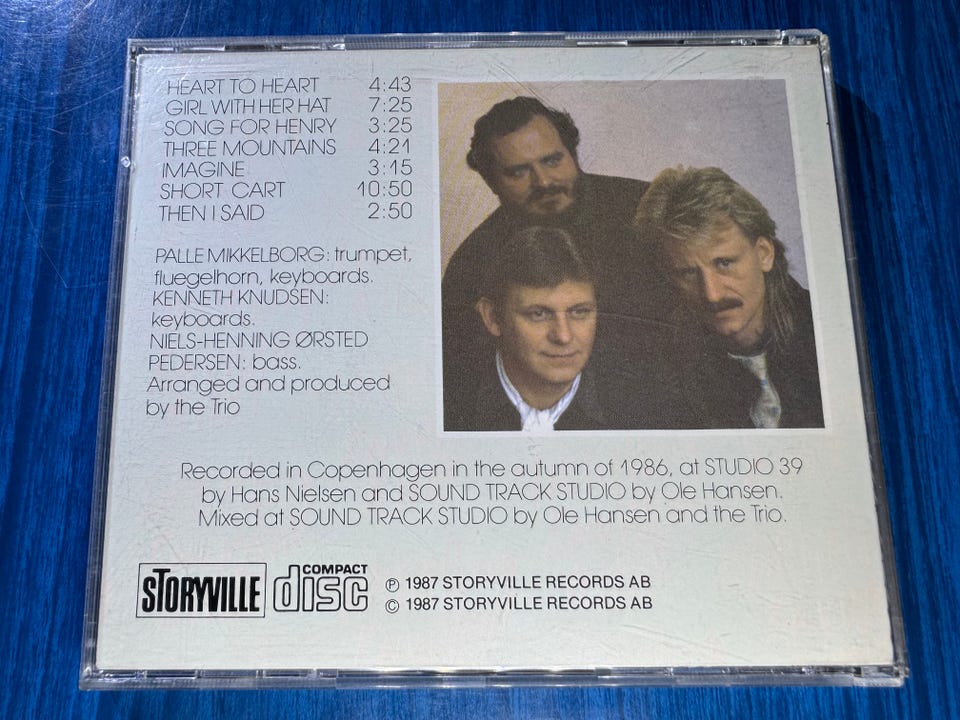 HEART TO HEART 4:43
GIRL WITH HER HAT 7:25
SONG FOR HENRY 3:25
THREE MOUNTAINS 4:21
IMAGINE 3:15
SHORT CART 10:50
THEN I SAID 2:50
PALLE MIKKELBORG: trumpet,
fluegelhorn, keyboards.
KENNETH KNUDSEN:
keyboards.
NIELS-HENNING ØRSTED
PEDERSEN: bass.
Arranged and produced
by the Trio
Recorded in Copenhagen in the autumn of 1986, at STUDIO 39
by Hans Nielsen and SOUND TRACK STUDIO by Ole Hansen.
Mixed at SOUND TRACK STUDIO by Ole Hansen and the Trio.
STORYVILLE
COMPACT
disc
℗ 1987 STORYVILLE RECORDS AB
© 1987 STORYVILLE RECORDS AB